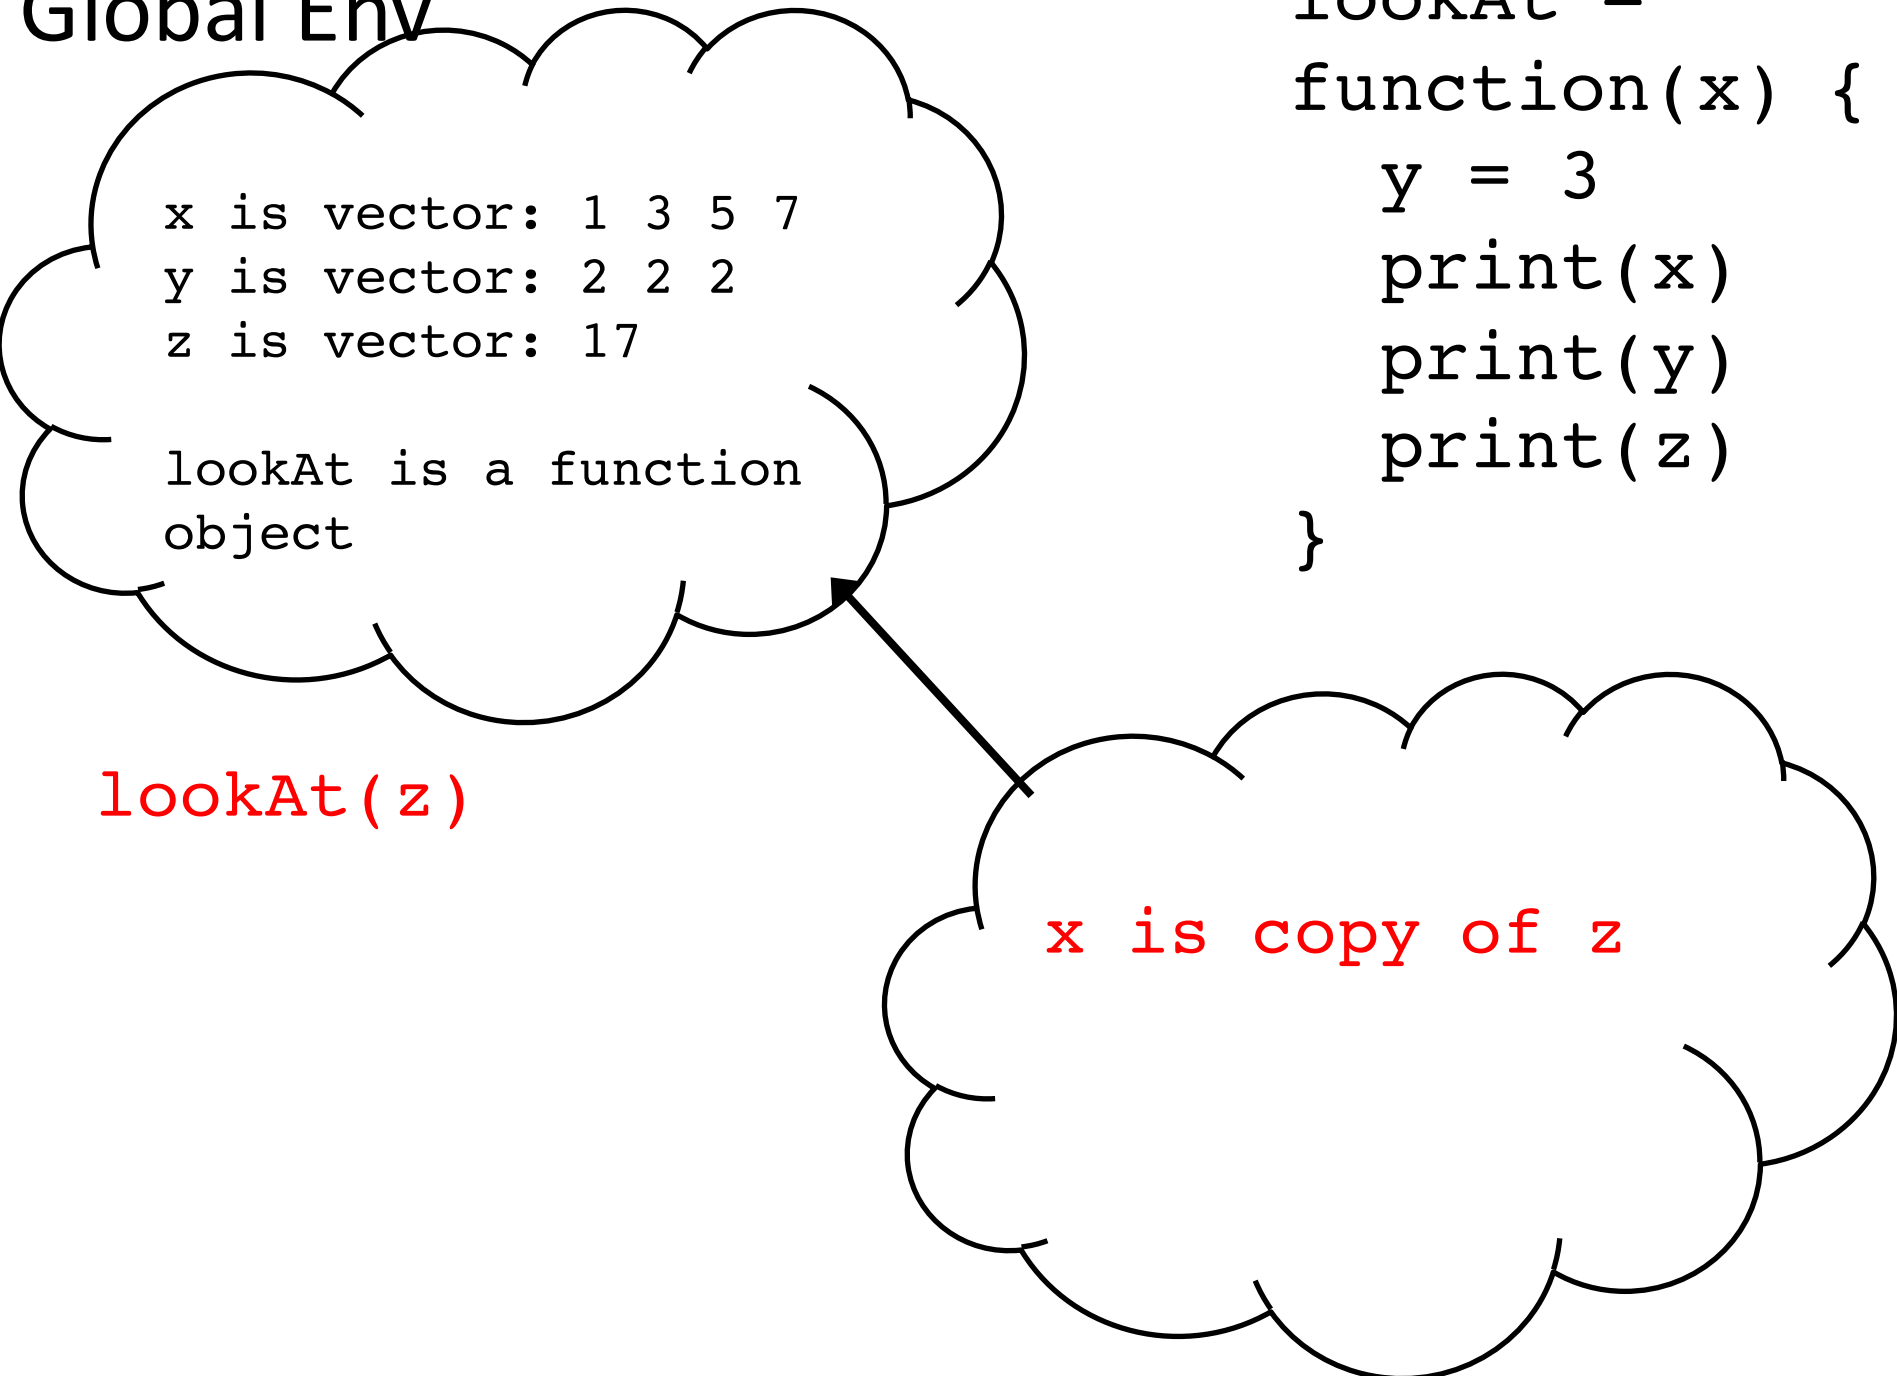 Global Env
x is vector: 1 3 5 7
y is vector: 2 2 2
z is vector: 17
lookAt is a function
object
lookAt(z)
lookAt =
function(x) {
  y = 3
  print(x)
  print(y)
  print(z)
}
x is copy of z